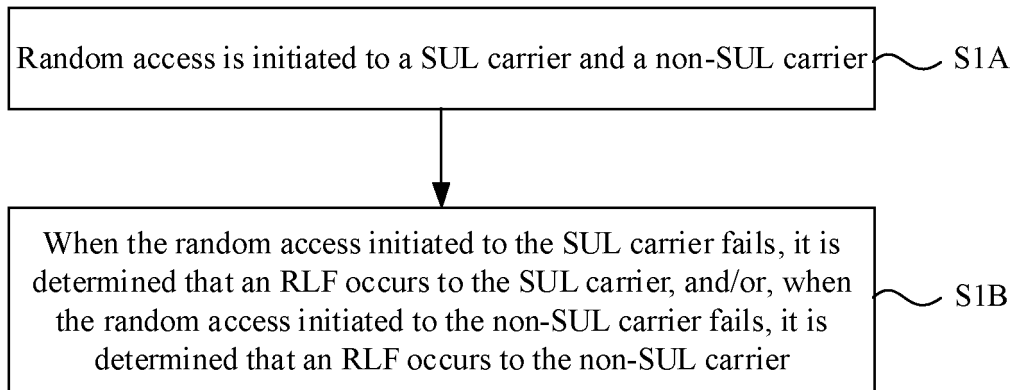 Random access is initiated to a SUL carrier and a non-SUL carrier
S1A
When the random access initiated to the SUL carrier fails, it is
determined that an RLF occurs to the SUL carrier, and/or, when
the random access initiated to the non-SUL carrier fails, it is
determined that an RLF occurs to the non-SUL carrier
S1B